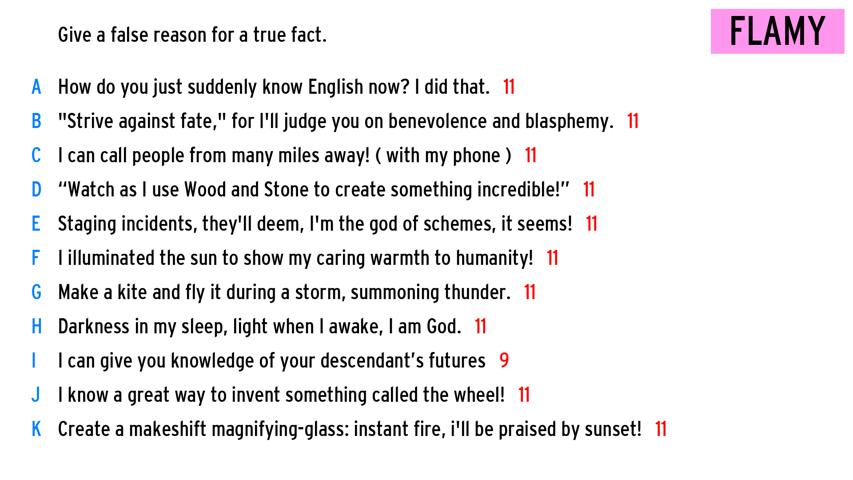 Give a false reason for a true fact.
FLAMY
A How do you just suddenly know English now? I did that. 11
B "Strive against fate," for I'll judge you on benevolence and blasphemy. 11
C I can call people from many miles away! ( with my phone ) 11
D “Watch as I use Wood and Stone to create something incredible!” 11
E Staging incidents, they'll deem, I'm the god of schemes, it seems! 11
F I illuminated the sun to show my caring warmth to humanity! 11
G Make a kite and fly it during a storm, summoning thunder. 11
H Darkness in my sleep, light when I awake, I am God. 11
I I can give you knowledge of your descendant’s futures 9
J I know a great way to invent something called the wheel! 11
K Create a makeshift magnifying-glass: instant fire, i'll be praised by sunset! 11